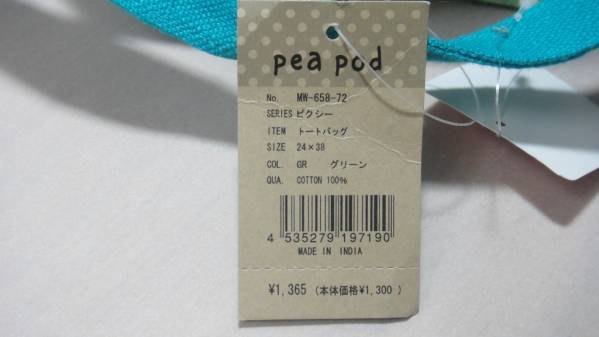 pea pod
No. MW-658-72
SERIES ピクシー
ITEM トートバッグ
SIZE 24×38
COL. GR グリーン
QUA. COTTON 100%
4 535279 197190
MADE IN INDIA
¥1,365 (本体価格¥1,300 )